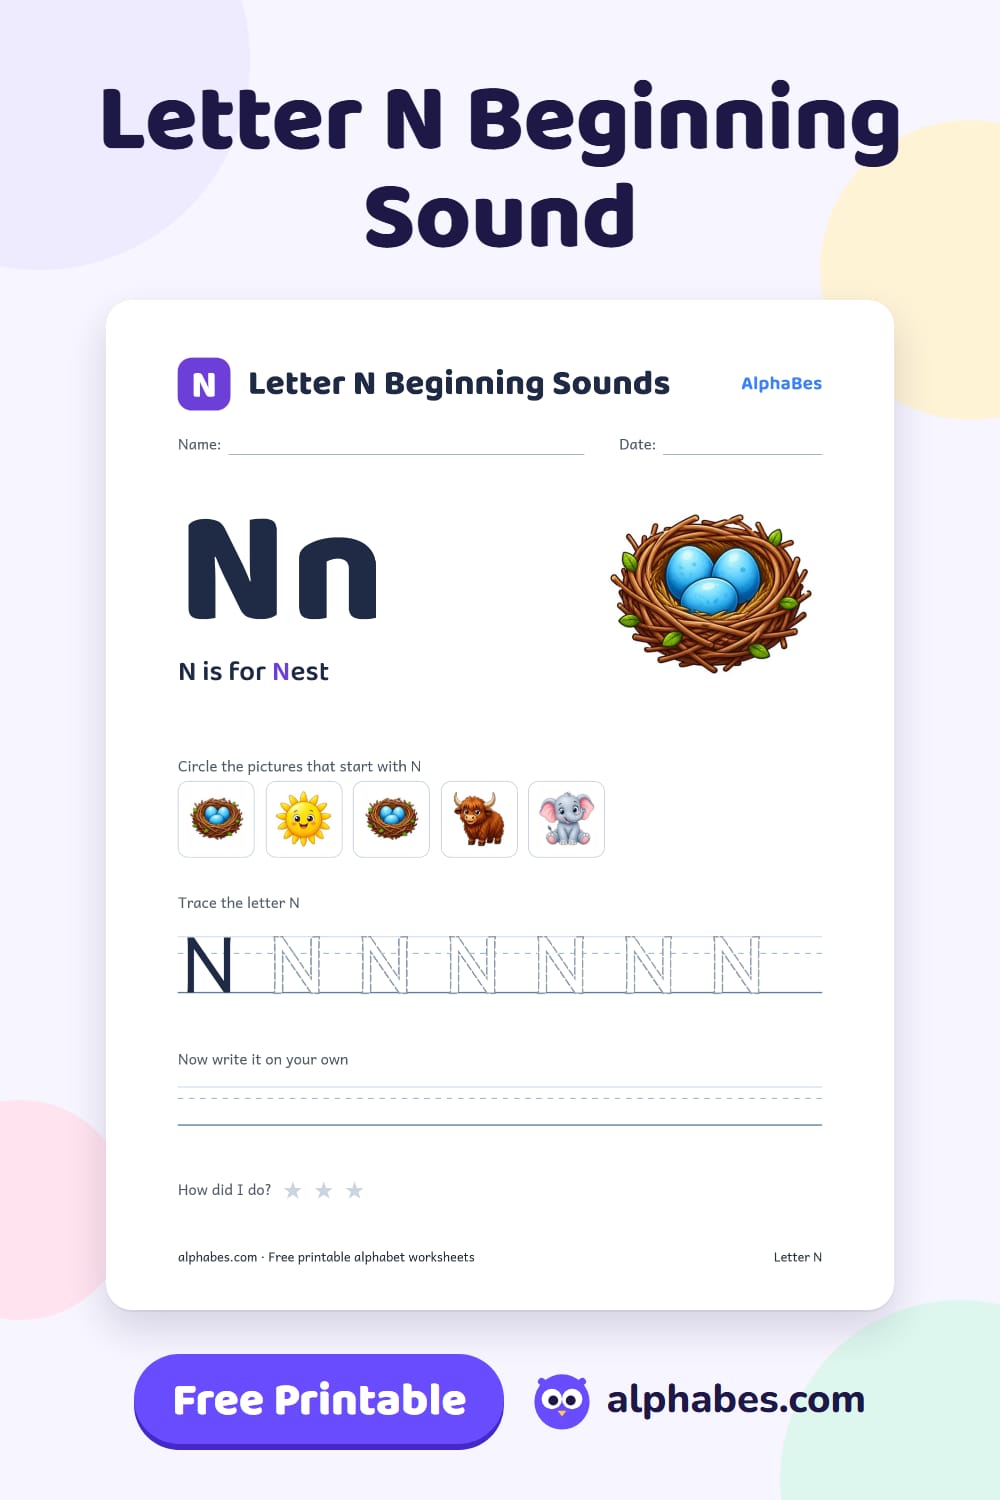 Letter N Beginning
Sound
N Letter N Beginning Sounds AlphaBes
Name: Date:
Nn
N is for Nest
Circle the pictures that start with N
Trace the letter N
N N N N N N N
Now write it on your own
How did I do? ★ ★ ★
alphabes.com · Free printable alphabet worksheets Letter N
Free Printable alphabes.com